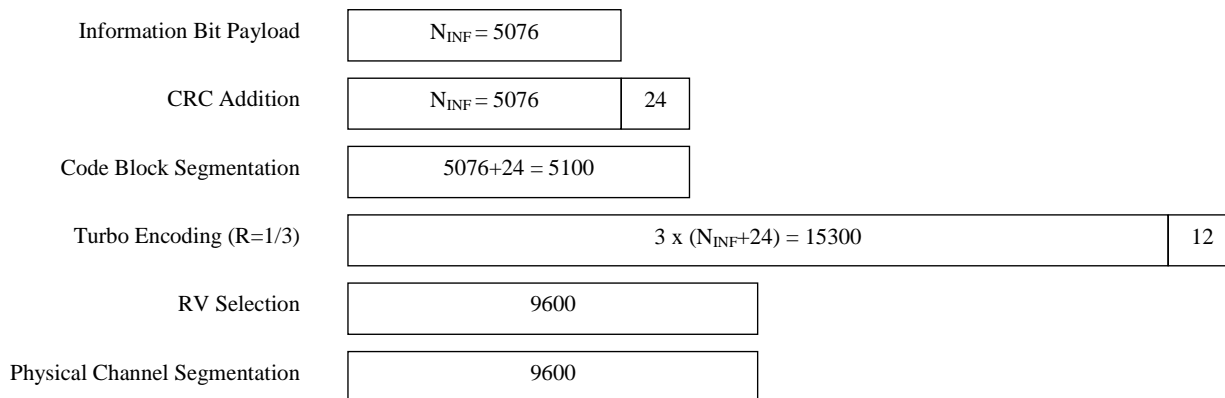 Information Bit Payload
N_INF = 5076
CRC Addition
N_INF = 5076
24
Code Block Segmentation
5076+24 = 5100
Turbo Encoding (R=1/3)
3 x (N_INF+24) = 15300
12
RV Selection
9600
Physical Channel Segmentation
9600